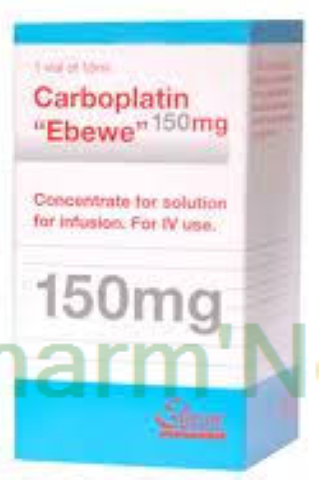 1 vial of 15ml
Carboplatin
"Ebewe" 150mg
Concentrate for solution
for infusion. For IV use.
150mg
harm'N